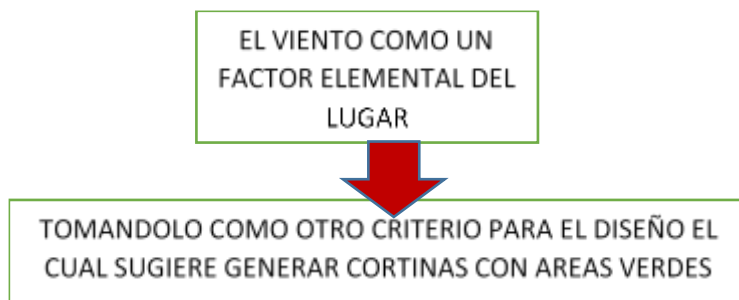 EL VIENTO COMO UN
FACTOR ELEMENTAL DEL
LUGAR
TOMANDOLO COMO OTRO CRITERIO PARA EL DISEÑO EL
CUAL SUGIERE GENERAR CORTINAS CON AREAS VERDES